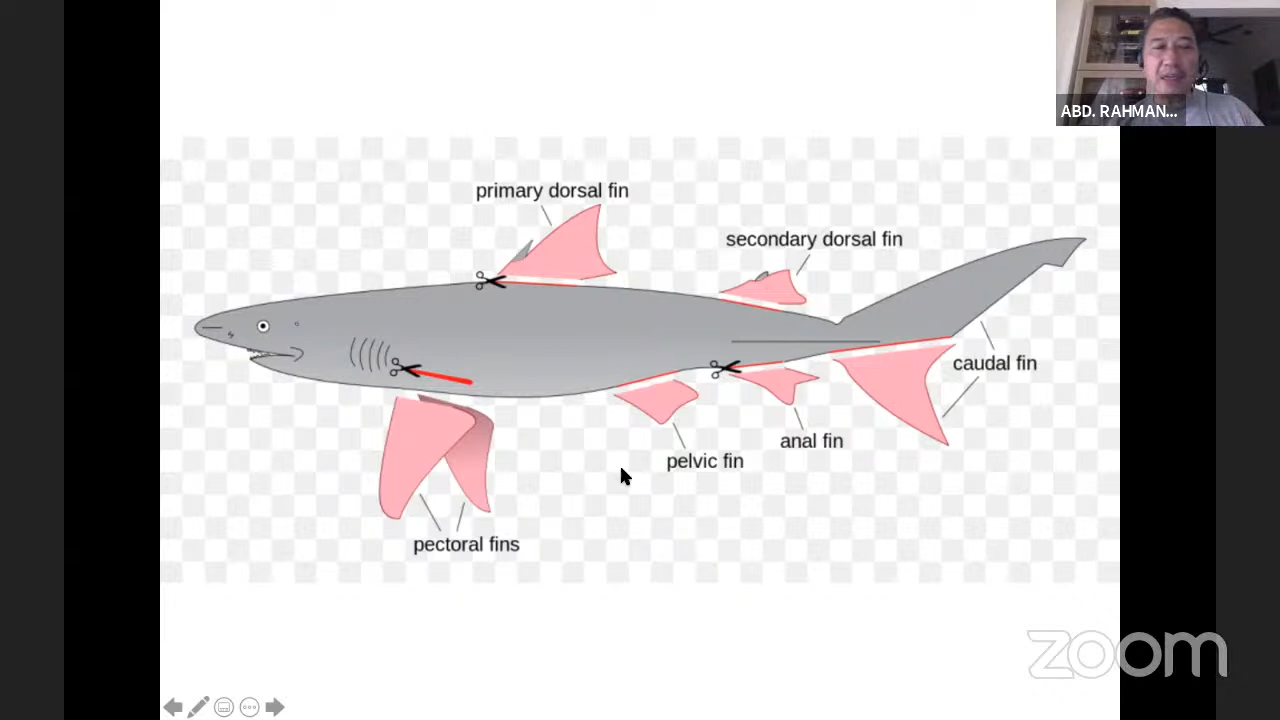 ABD. RAHMAN...
primary dorsal fin
secondary dorsal fin
caudal fin
anal fin
pelvic fin
pectoral fins
zoom